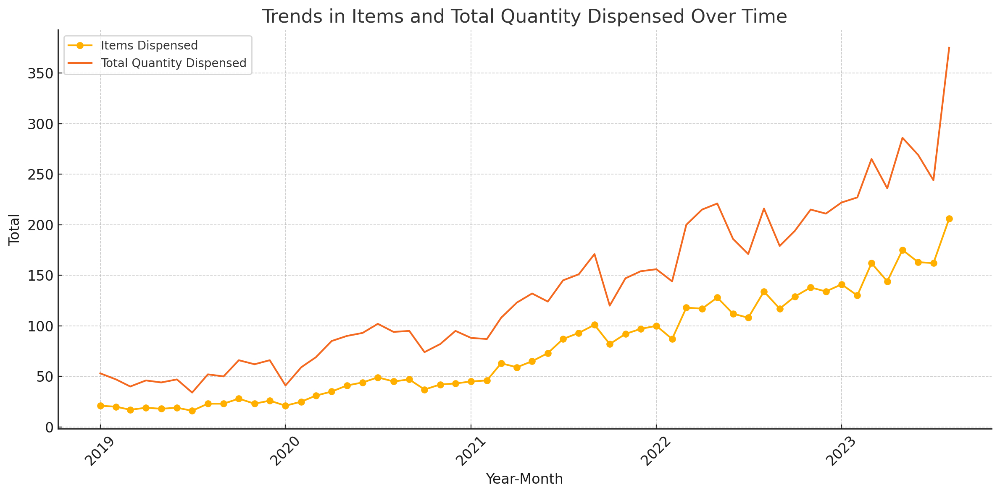 Trends in Items and Total Quantity Dispensed Over Time
Items Dispensed
Total Quantity Dispensed
350
300
250
200
150
100
50
0
Total
2019
2020
2021
2022
2023
Year-Month